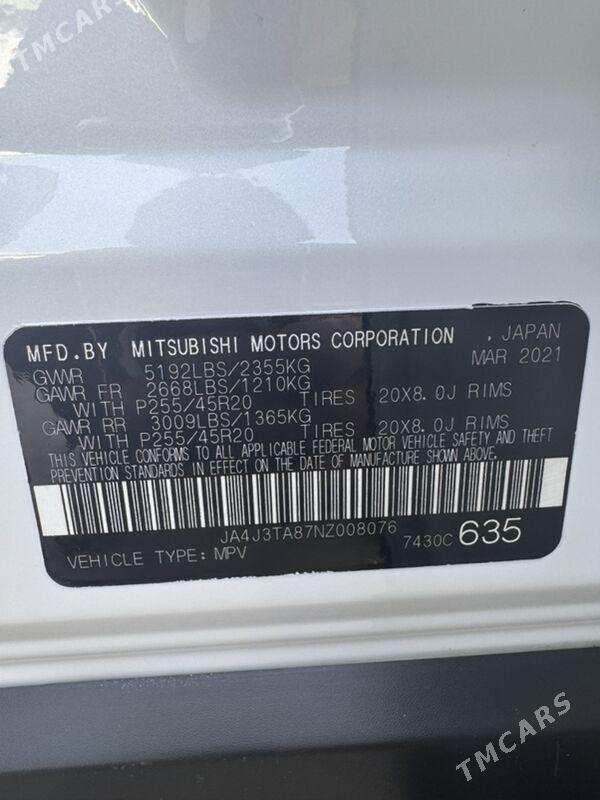 TMCARS
MFD.BY MITSUBISHI MOTORS CORPORATION , JAPAN
GVWR 5192LBS/2355KG MAR 2021
GAWR FR 2668LBS/1210KG
WITH P255/45R20 TIRES 20X8.0J RIMS
GAWR RR 3009LBS/1365KG
WITH P255/45R20 TIRES 20X8.0J RIMS
THIS VEHICLE CONFORMS TO ALL APPLICABLE FEDERAL MOTOR VEHICLE SAFETY AND THEFT
PREVENTION STANDARDS IN EFFECT ON THE DATE OF MANUFACTURE SHOWN ABOVE.
JA4J3TA87NZ008076
VEHICLE TYPE: MPV 7430C 635
TMCARS